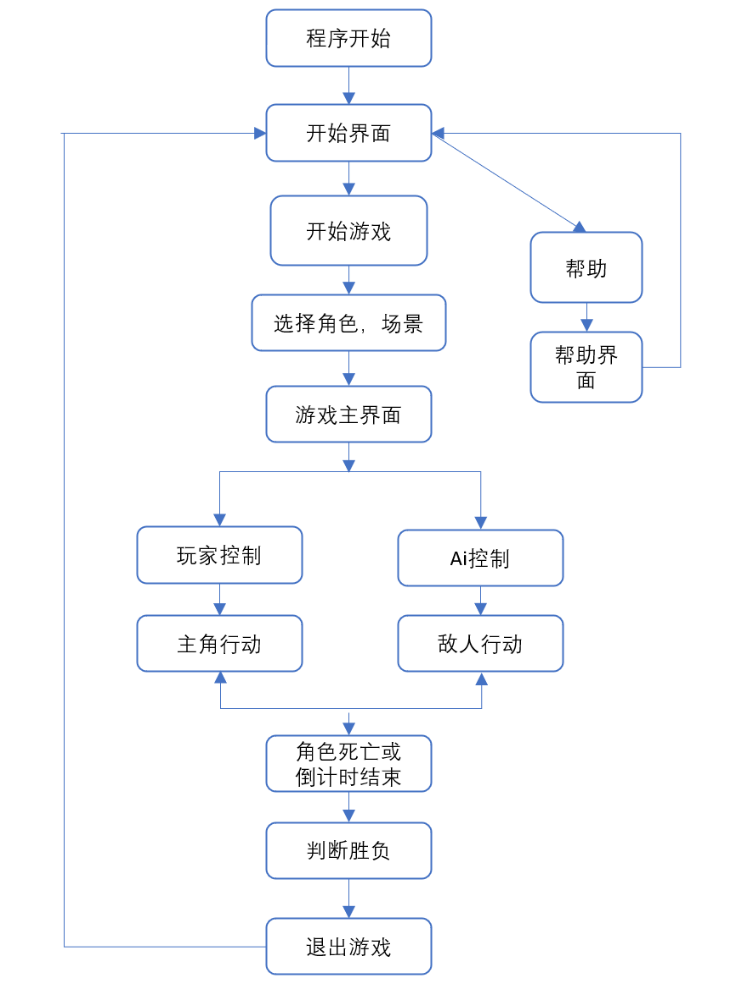 程序开始
开始界面
开始游戏
帮助
选择角色，场景
帮助界
面
游戏主界面
玩家控制
Ai控制
主角行动
敌人行动
角色死亡或
倒计时结束
判断胜负
退出游戏